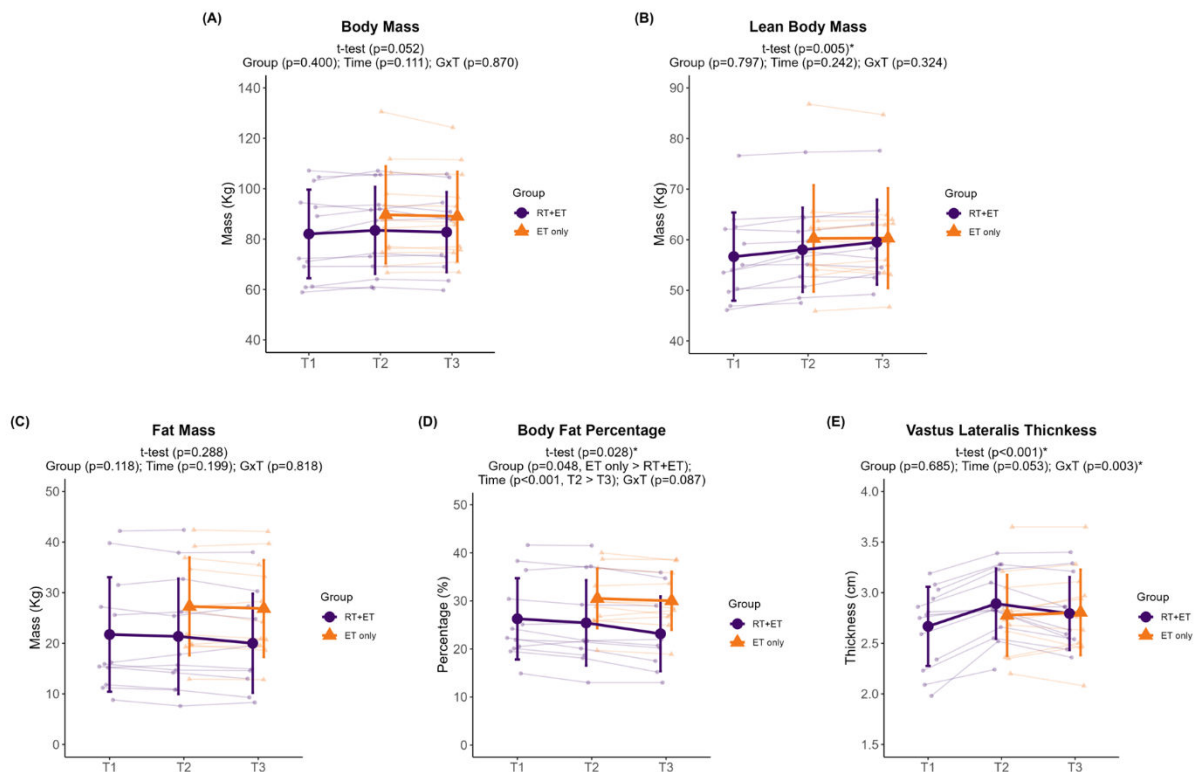 (A)
Body Mass
t-test (p=0.052)
Group (p=0.400); Time (p=0.111); GxT (p=0.870)
Mass (Kg)
140
120
100
80
60
40
T1
T2
T3
Group
RT+ET
ET only
(B)
Lean Body Mass
t-test (p=0.005)*
Group (p=0.797); Time (p=0.242); GxT (p=0.324)
Mass (Kg)
90
80
70
60
50
40
T1
T2
T3
Group
RT+ET
ET only
(C)
Fat Mass
t-test (p=0.288)
Group (p=0.118); Time (p=0.199); GxT (p=0.818)
Mass (Kg)
50
40
30
20
10
0
T1
T2
T3
Group
RT+ET
ET only
(D)
Body Fat Percentage
t-test (p=0.028)*
Group (p=0.048, ET only > RT+ET);
Time (p<0.001, T2 > T3); GxT (p=0.087)
Percentage (%)
50
40
30
20
10
0
T1
T2
T3
Group
RT+ET
ET only
(E)
Vastus Lateralis Thicnkess
t-test (p<0.001)*
Group (p=0.685); Time (p=0.053); GxT (p=0.003)*
Thickness (cm)
4.0
3.5
3.0
2.5
2.0
1.5
T1
T2
T3
Group
RT+ET
ET only